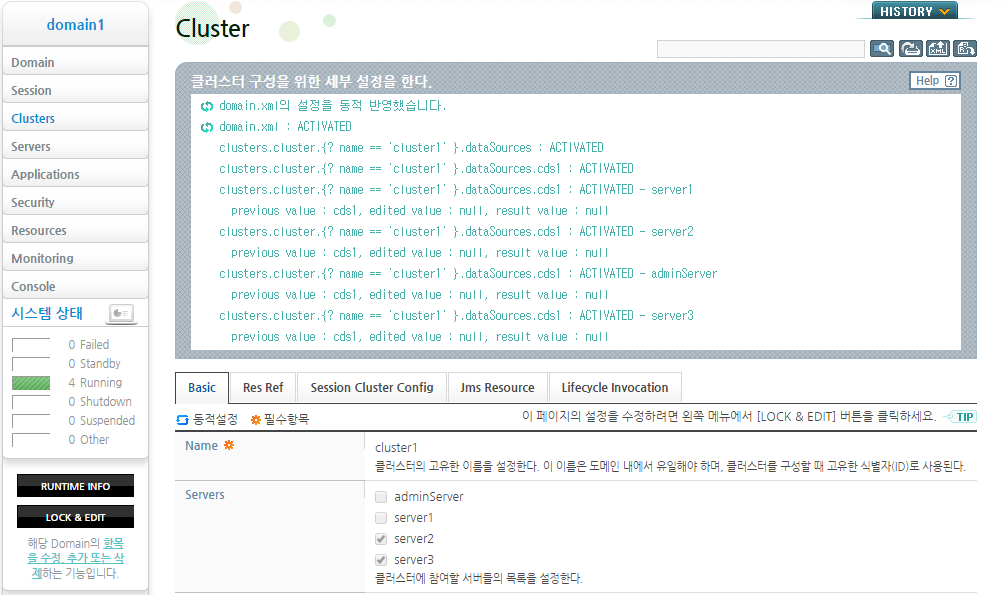 domain1
Domain
Session
Clusters
Servers
Applications
Security
Resources
Monitoring
Console
시스템 상태
0 Failed
0 Standby
4 Running
0 Shutdown
0 Suspended
0 Other
RUNTIME INFO
LOCK & EDIT
해당 Domain의 항목
을 수정, 추가 또는 삭
제하는 기능입니다.
HISTORY
Cluster
XML
클러스터 구성을 위한 세부 설정을 한다.
Help ?
domain.xml의 설정을 동적 반영했습니다.
domain.xml : ACTIVATED
clusters.cluster.{? name == 'cluster1' }.dataSources : ACTIVATED
clusters.cluster.{? name == 'cluster1' }.dataSources.cds1 : ACTIVATED
clusters.cluster.{? name == 'cluster1' }.dataSources.cds1 : ACTIVATED - server1
previous value : cds1, edited value : null, result value : null
clusters.cluster.{? name == 'cluster1' }.dataSources.cds1 : ACTIVATED - server2
previous value : cds1, edited value : null, result value : null
clusters.cluster.{? name == 'cluster1' }.dataSources.cds1 : ACTIVATED - adminServer
previous value : cds1, edited value : null, result value : null
clusters.cluster.{? name == 'cluster1' }.dataSources.cds1 : ACTIVATED - server3
previous value : cds1, edited value : null, result value : null
Basic Res Ref Session Cluster Config Jms Resource Lifecycle Invocation
동적설정 필수항목 이 페이지의 설정을 수정하려면 왼쪽 메뉴에서 [LOCK & EDIT] 버튼을 클릭하세요. TIP
Name cluster1
클러스터의 고유한 이름을 설정한다. 이 이름은 도메인 내에서 유일해야 하며, 클러스터를 구성할 때 고유한 식별자(ID)로 사용된다.
Servers
adminServer
server1
server2
server3
클러스터에 참여할 서버들의 목록을 설정한다.